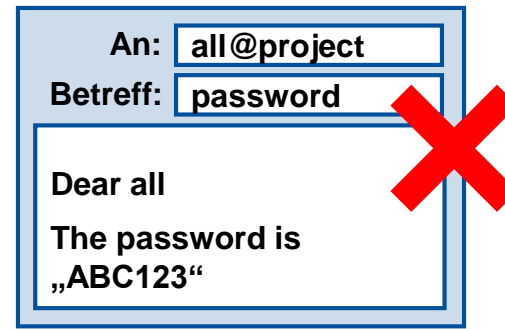 An: all@project
Betreff: password
Dear all
The password is
„ABC123“